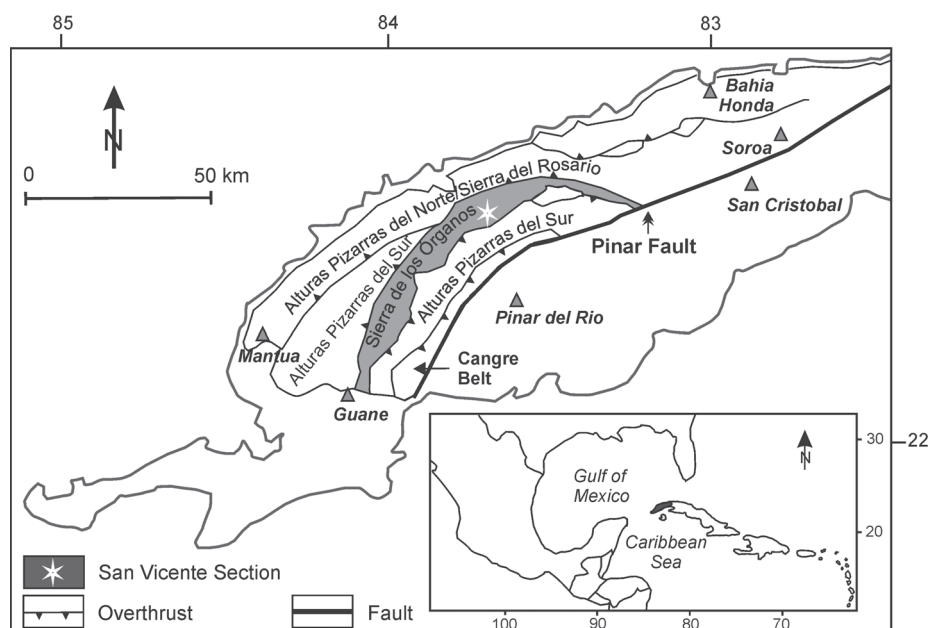 85
84
83
N
0
50 km
Bahia
Honda
Soroa
San Cristobal
Alturas Pizarras del Norte/Sierra del Rosario
Pinar Fault
Alturas Pizarras del Sur
Sierra de los Órganos
Alturas Pizarras del Sur
Pinar del Rio
Mantua
Cangre
Belt
Guane
22
N
30
20
Gulf of
Mexico
Caribbean
Sea
100
90
80
70
San Vicente Section
Overthrust
Fault